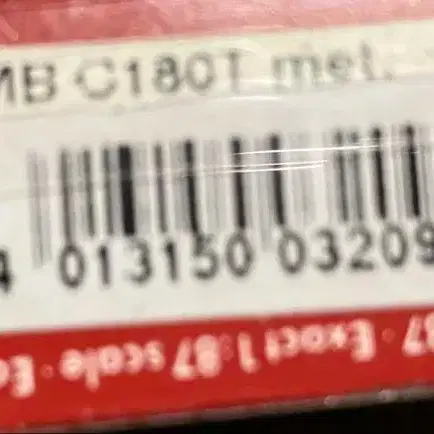 MB C180T met.
4 013150 03209
87 · Exact 1:87 scale · E